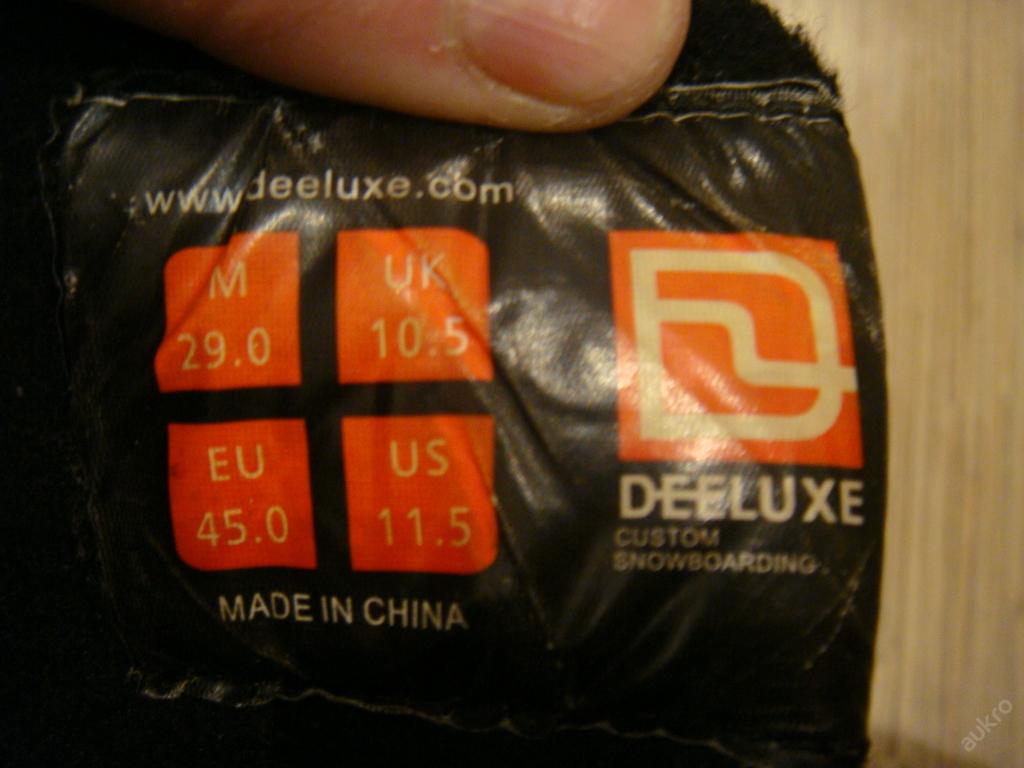 www.deeluxe.com
M UK
29.0 10.5
EU US
45.0 11.5
MADE IN CHINA
DEELUXE
CUSTOM
SNOWBOARDING
aukro